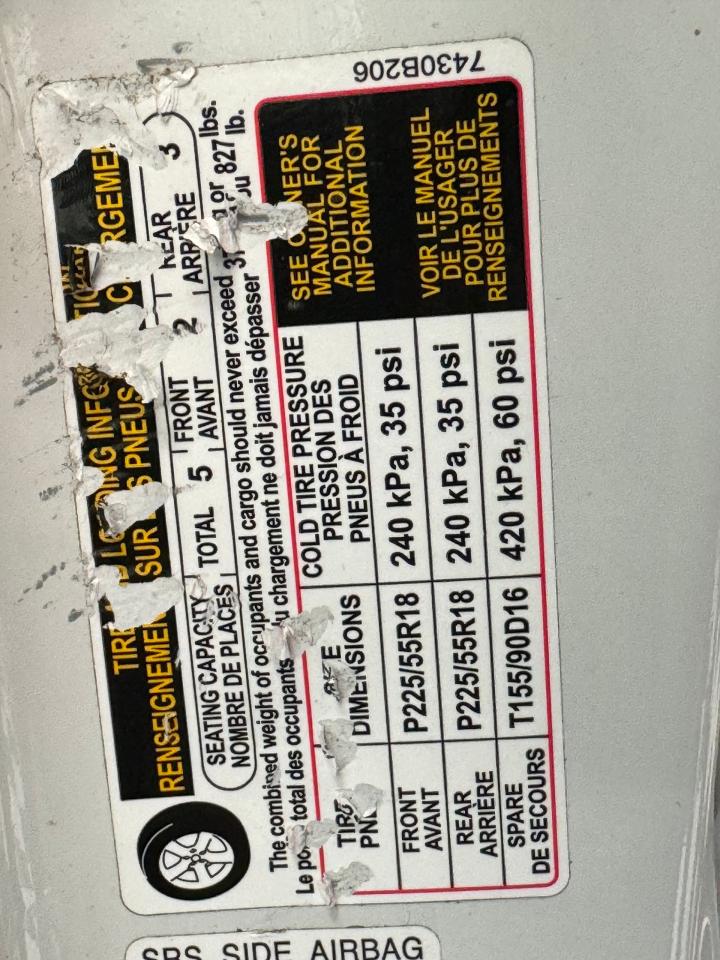 7430B206
TIRE LOADING
RENSEIGNEMEN SUR PNEUS
SEATING CAPACITY TOTAL 5 FRONT 2 REAR 3
NOMBRE DE PLACES AVANT ARRIÈRE
The combined weight of occupants and cargo should never exceed or 827 lbs.
Le total des occupants chargement ne doit jamais dépasser lb.
COLD TIRE PRESSURE
PRESSION DES
PNEUS À FROID
DIMENSIONS
SEE OWNER'S
MANUAL FOR
ADDITIONAL
INFORMATION
FRONT
AVANT
P225/55R18
240 kPa, 35 psi
REAR
ARRIÈRE
P225/55R18
240 kPa, 35 psi
SPARE
DE SECOURS
T155/90D16
420 kPa, 60 psi
VOIR LE MANUEL
DE L'USAGER
POUR PLUS DE
RENSEIGNEMENTS
SRS SIDE AIRBAG